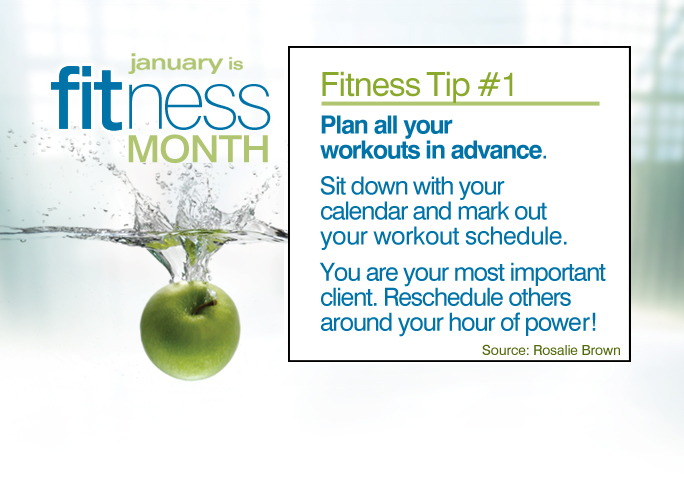 january is
fitness
MONTH
Fitness Tip #1
Plan all your
workouts in advance.
Sit down with your
calendar and mark out
your workout schedule.
You are your most important
client. Reschedule others
around your hour of power!
Source: Rosalie Brown